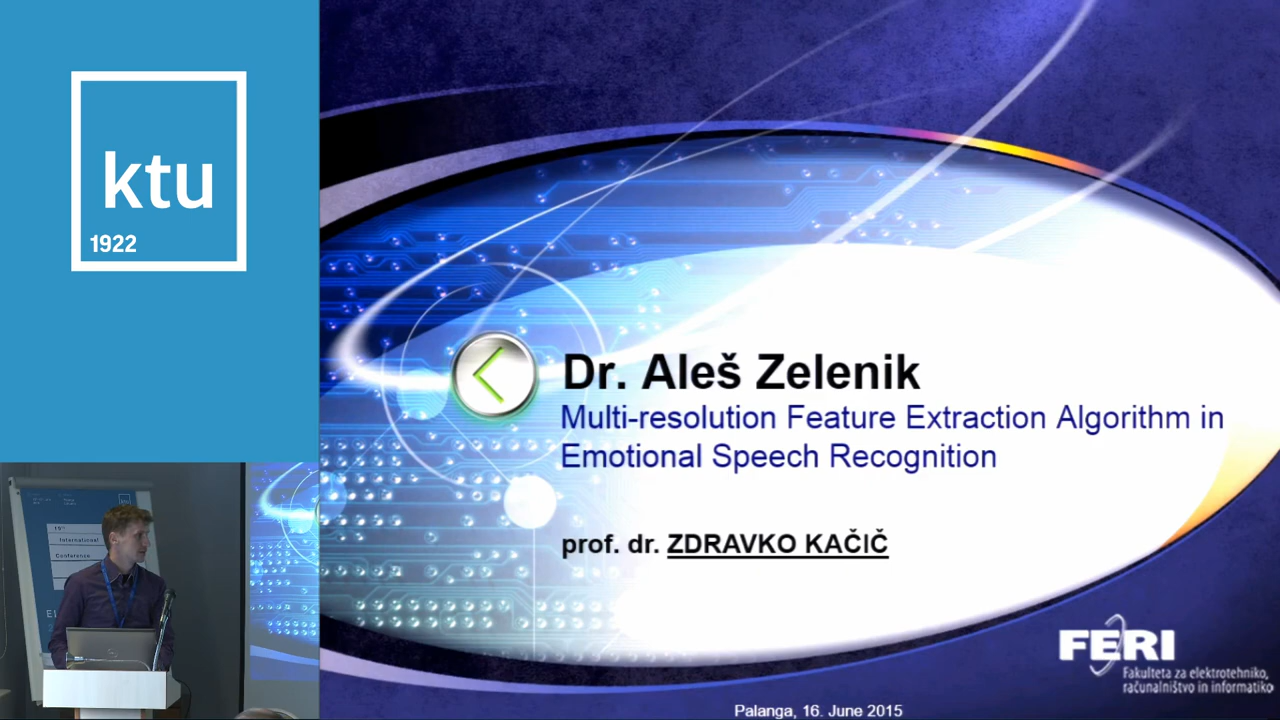 ktu
1922
Dr. Aleš Zelenik
Multi-resolution Feature Extraction Algorithm in
Emotional Speech Recognition
prof. dr. ZDRAVKO KAČIČ
FERI
Fakulteta za elektrotehniko,
računalništvo in informatiko
Palanga, 16. June 2015
International
Conference